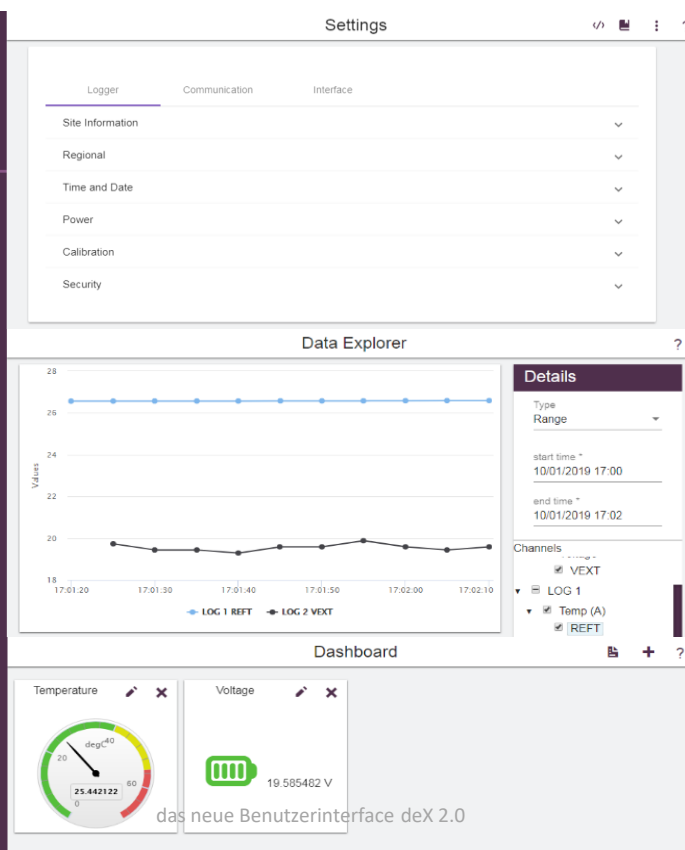 Settings
?
Logger Communication Interface
Site Information
Regional
Time and Date
Power
Calibration
Security
Data Explorer
?
28
26
24
22
20
18
Values
17:01:20 17:01:30 17:01:40 17:01:50 17:02:00 17:02:10
LOG 1 REFT LOG 2 VEXT
Details
Type
Range
start time *
10/01/2019 17:00
end time *
10/01/2019 17:02
Channels
VEXT
LOG 1
Temp (A)
REFT
Dashboard
?
Temperature
degC
0
20
40
60
25.442122
Voltage
19.585482 V
das neue Benutzerinterface deX 2.0